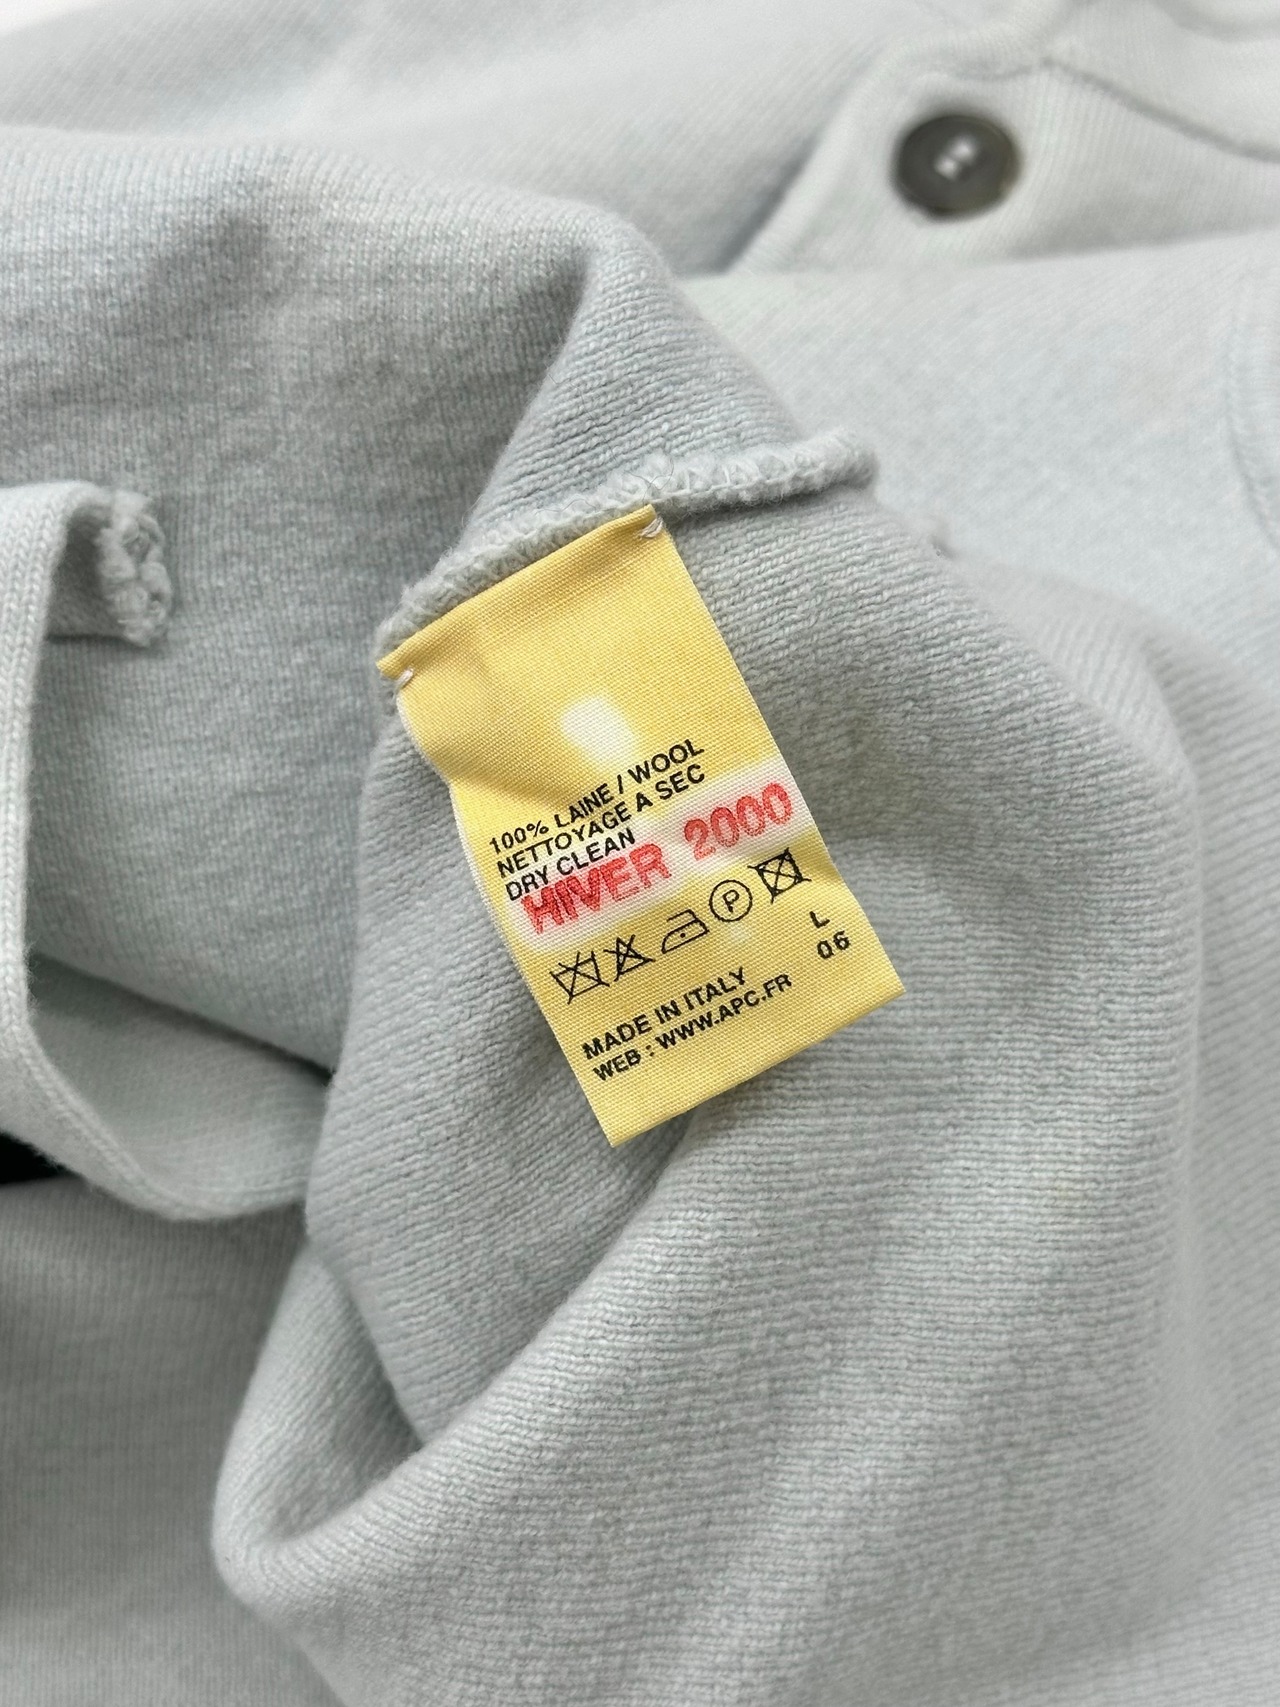 100% LAINE / WOOL
NETTOYAGE A SEC
DRY CLEAN
HIVER 2000
P
L
06
MADE IN ITALY
WEB : WWW.APC.FR